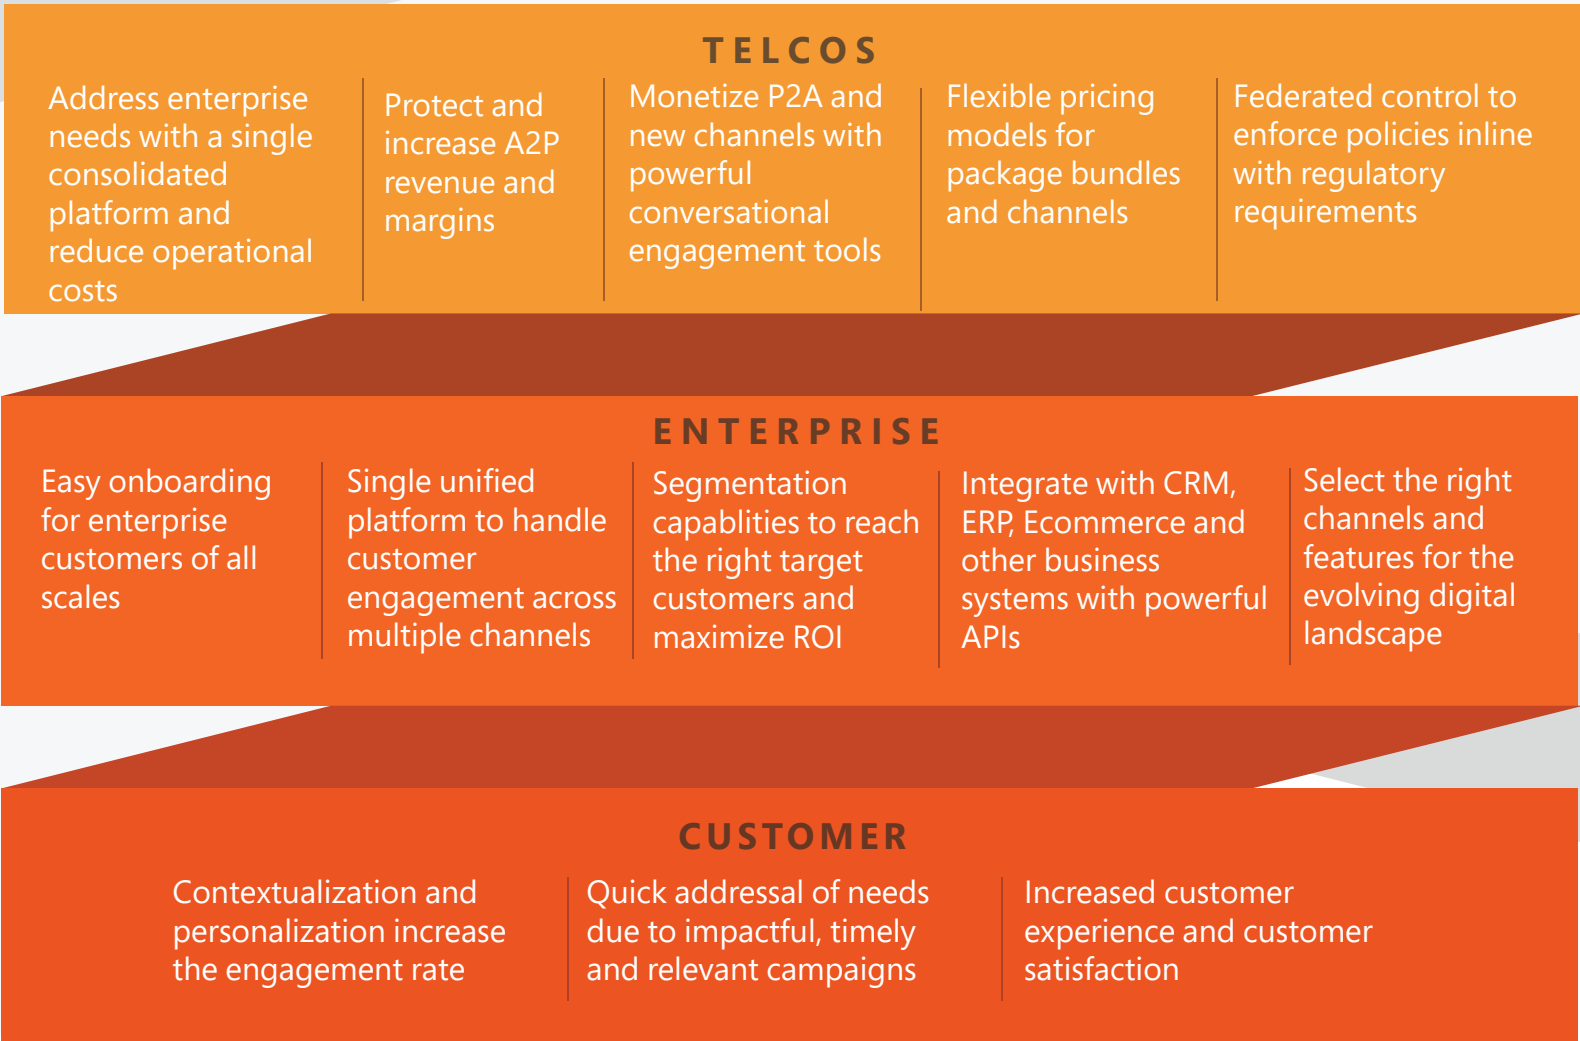 TELCOS
Address enterprise
needs with a single
consolidated
platform and
reduce operational
costs
Protect and
increase A2P
revenue and
margins
Monetize P2A and
new channels with
powerful
conversational
engagement tools
Flexible pricing
models for
package bundles
and channels
Federated control to
enforce policies inline
with regulatory
requirements
ENTERPRISE
Easy onboarding
for enterprise
customers of all
scales
Single unified
platform to handle
customer
engagement across
multiple channels
Segmentation
capablities to reach
the right target
customers and
maximize ROI
Integrate with CRM,
ERP, Ecommerce and
other business
systems with powerful
APIs
Select the right
channels and
features for the
evolving digital
landscape
CUSTOMER
Contextualization and
personalization increase
the engagement rate
Quick addressal of needs
due to impactful, timely
and relevant campaigns
Increased customer
experience and customer
satisfaction